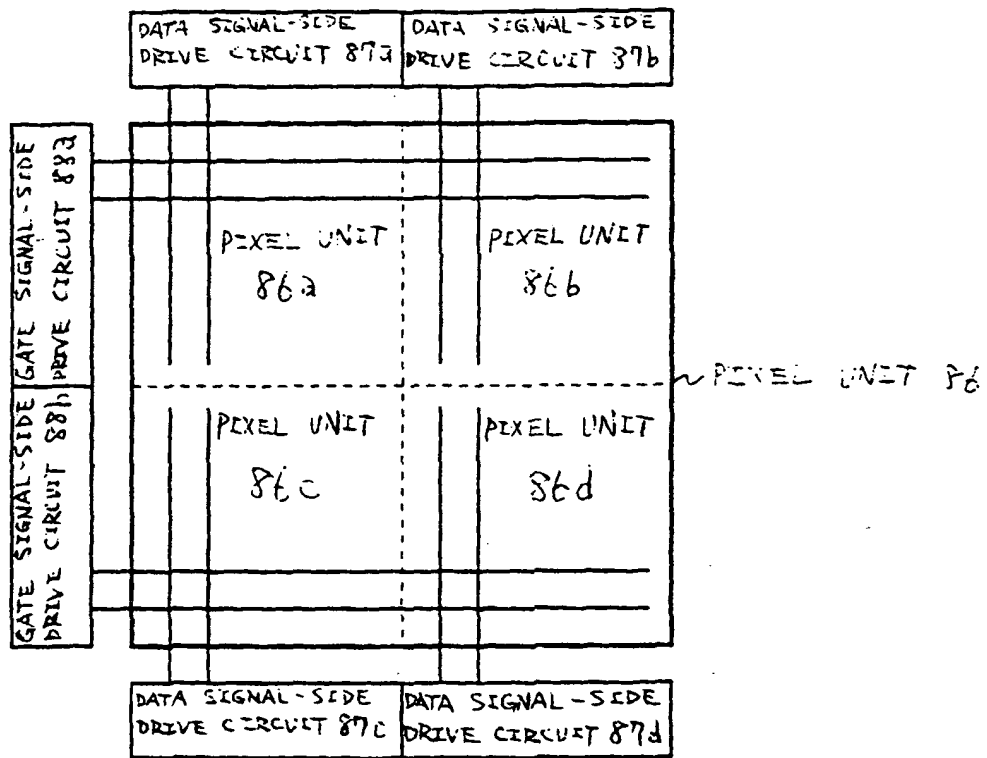 DATA SIGNAL-SIDE
DRIVE CIRCUIT 87a
DATA SIGNAL-SIDE
DRIVE CIRCUIT 87b
GATE SIGNAL-SIDE
DRIVE CIRCUIT 88a
PIXEL UNIT
86a
PIXEL UNIT
86b
PIXEL UNIT 86
GATE SIGNAL-SIDE
DRIVE CIRCUIT 88b
PIXEL UNIT
86c
PIXEL UNIT
86d
DATA SIGNAL-SIDE
DRIVE CIRCUIT 87c
DATA SIGNAL-SIDE
DRIVE CIRCUIT 87d